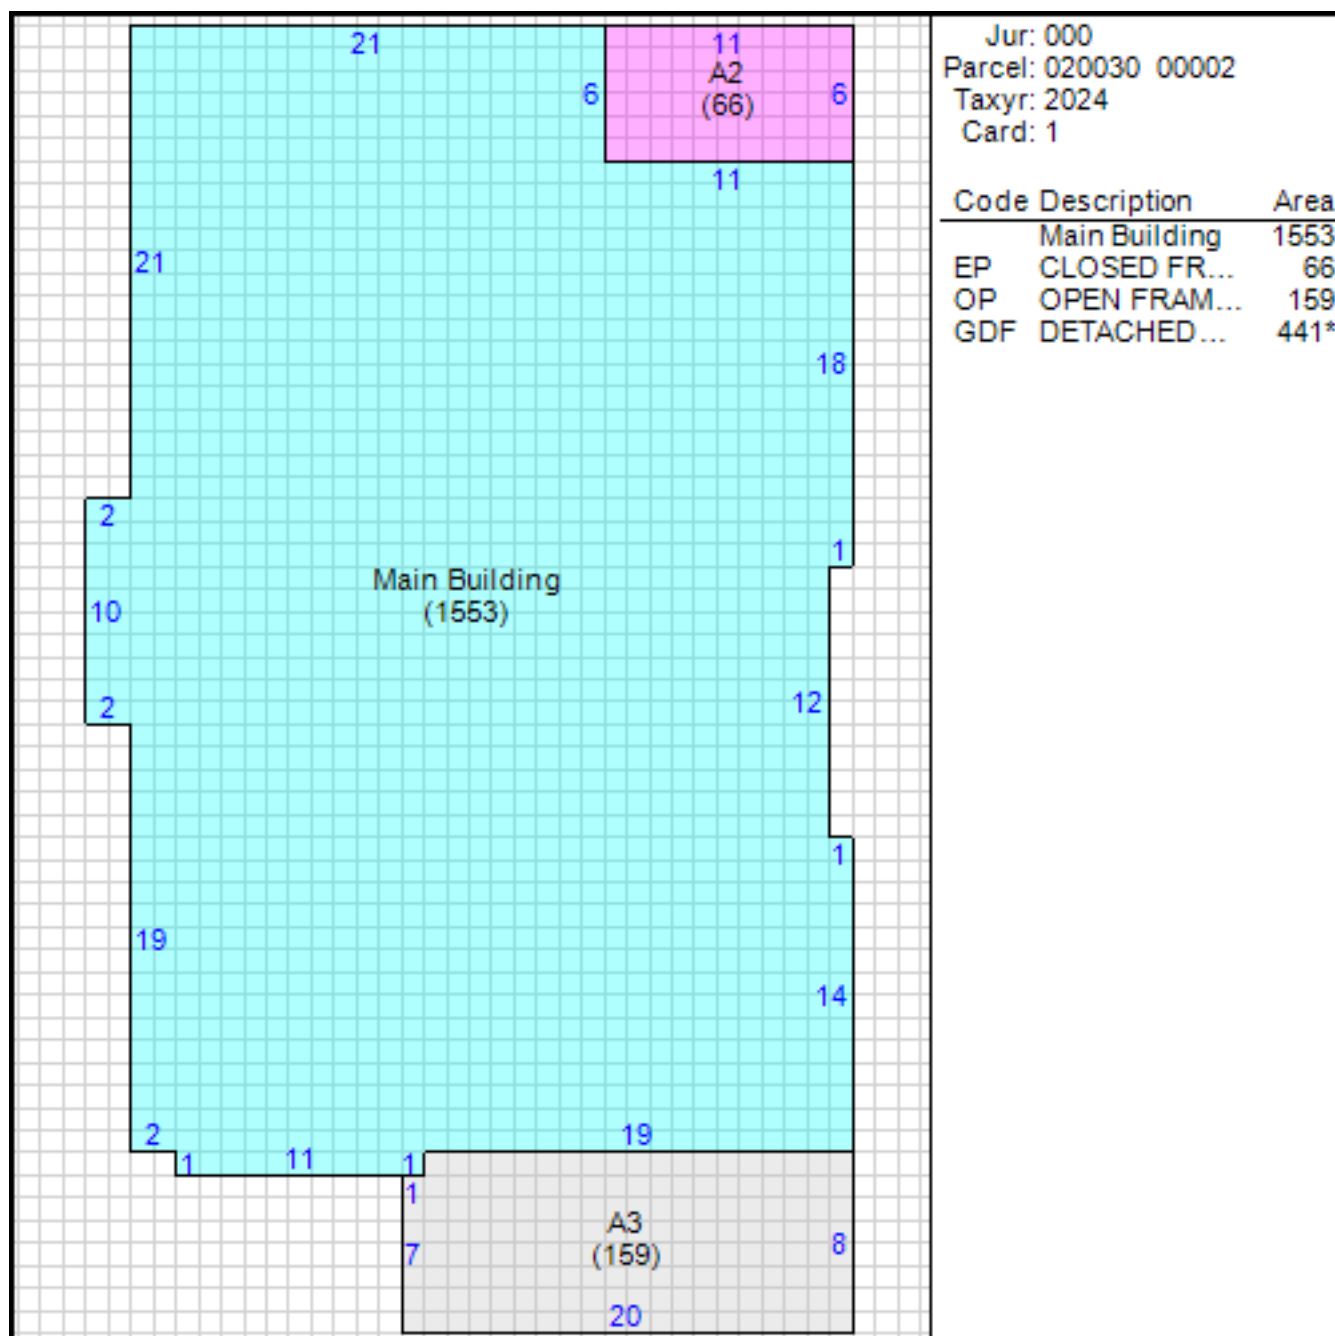 21
11
A2
(66)
6
6
11
21
18
2
1
Main Building
(1553)
10
12
2
1
19
14
2
19
1
11
1
1
A3
(159)
7
8
20
Jur: 000
Parcel: 020030 00002
Taxyr: 2024
Card: 1
Code Description Area
Main Building 1553
EP CLOSED FR... 66
OP OPEN FRAM... 159
GDF DETACHED... 441*